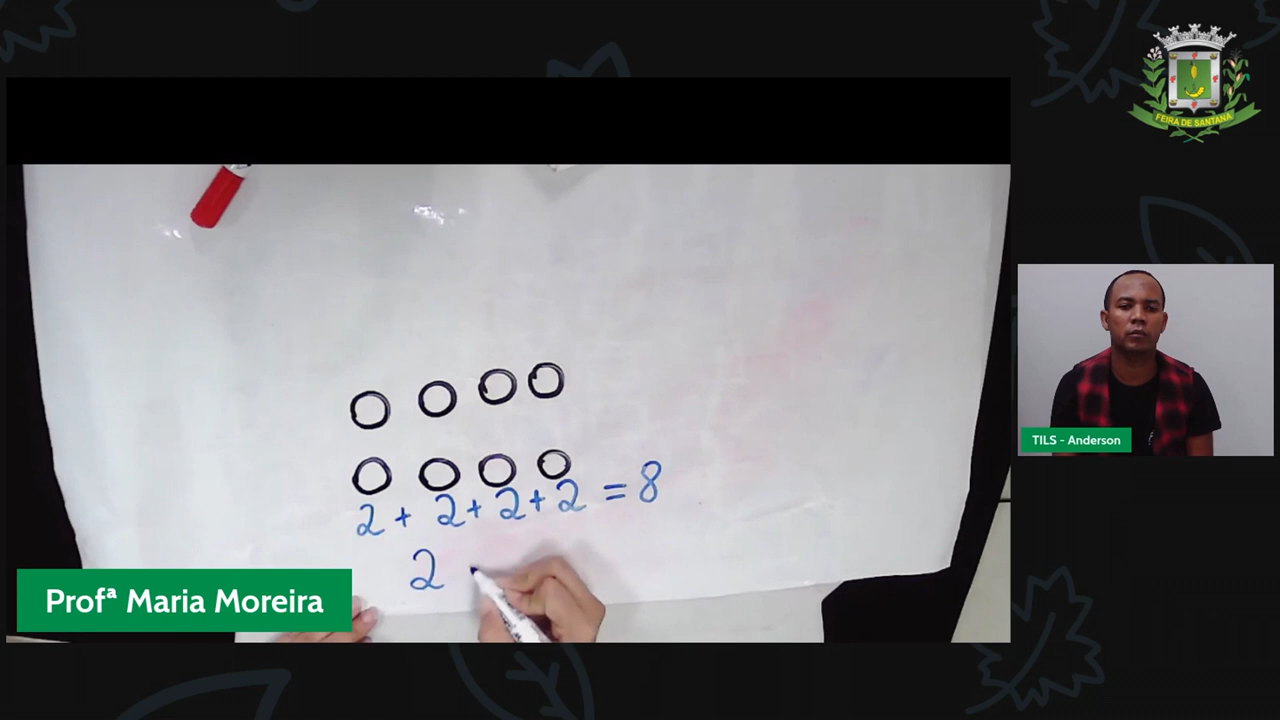 FEIRA DE SANTANA
2 + 2 + 2 + 2 = 8
2
TILS - Anderson
Profª Maria Moreira